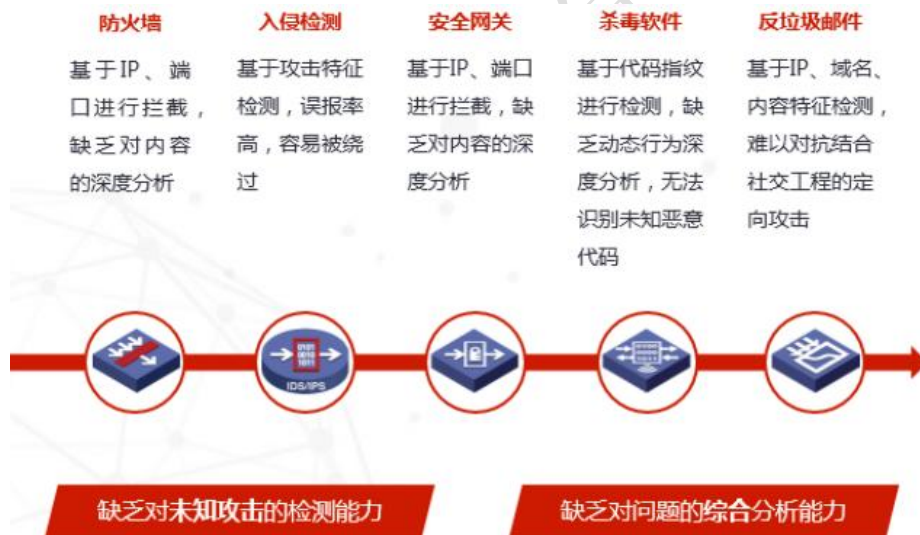 防火墙
基于IP、端
口进行拦截，
缺乏对内容
的深度分析
入侵检测
基于攻击特征
检测，误报率
高，容易被绕
过
安全网关
基于IP、端口
进行拦截，缺
乏对内容的深
度分析
杀毒软件
基于代码指纹
进行检测，缺
乏动态行为深
度分析，无法
识别未知恶意
代码
反垃圾邮件
基于IP、域名、
内容特征检测，
难以对抗结合
社交工程的定
向攻击
0101
0010
1011
IDS/IPS
缺乏对未知攻击的检测能力
缺乏对问题的综合分析能力